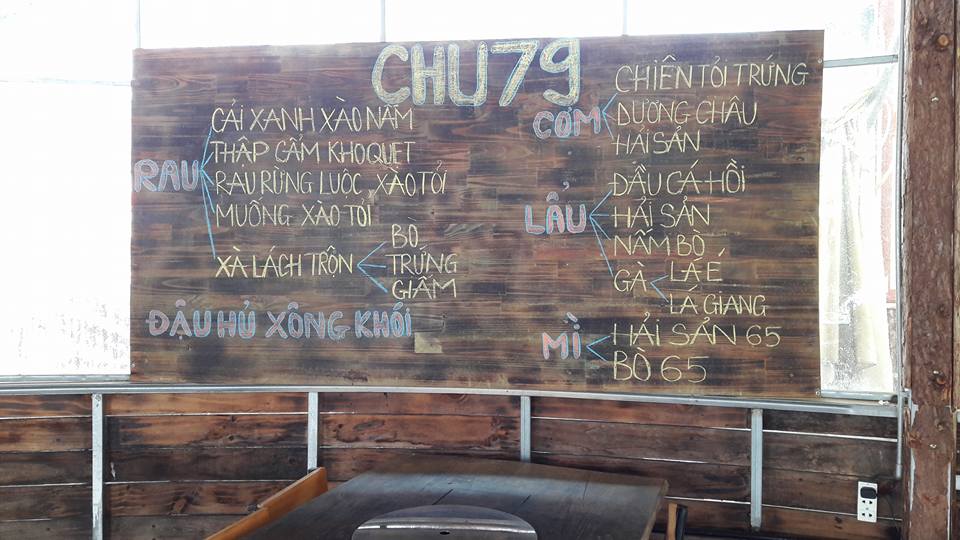 CHU79
RAU
CẢI XANH XÀO NẤM
THẬP CẨM KHO QUẸT
RAU RỪNG LUỘC, XÀO TỎI
MUỐNG XÀO TỎI
XÀ LÁCH TRỘN
BÒ
TRỨNG
GIẤM
ĐẬU HỦ XÔNG KHÓI
CƠM
CHIÊN TỎI TRỨNG
DƯƠNG CHÂU
HẢI SẢN
LẨU
ĐẦU CÁ HỒI
HẢI SẢN
NẤM BÒ
GÀ
LÁ É
LÁ GIANG
MÌ
HẢI SẢN 65
BÒ 65